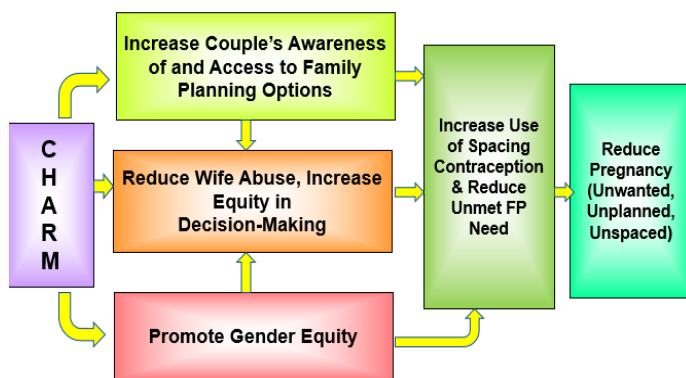 C
H
A
R
M
Increase Couple's Awareness
of and Access to Family
Planning Options
Reduce Wife Abuse, Increase
Equity in
Decision-Making
Promote Gender Equity
Increase Use
of Spacing
Contraception
& Reduce
Unmet FP
Need
Reduce
Pregnancy
(Unwanted,
Unplanned,
Unspaced)